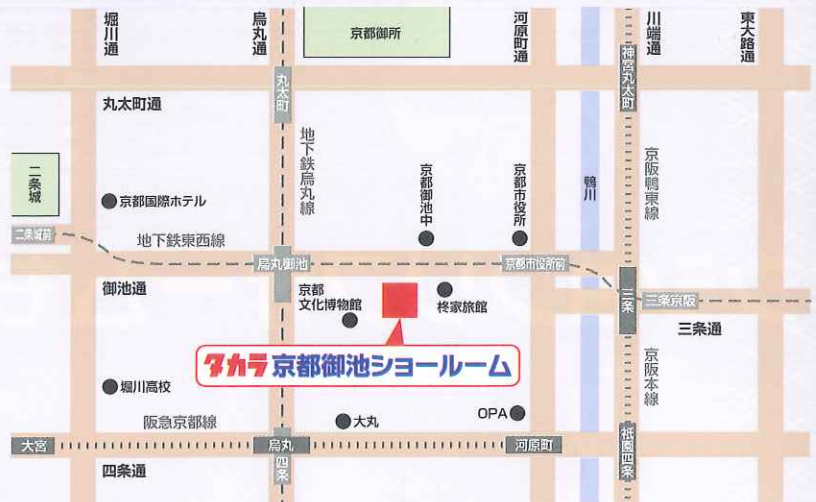 堀川通
烏丸通
京都御所
河原町通
川端通
東大路通
丸太町
神宮丸太町
丸太町通
地下鉄烏丸線
京阪鴨東線
二条城
京都国際ホテル
京都御池中
京都市役所
鴨川
二条城前
地下鉄東西線
烏丸御池
京都市役所前
御池通
京都
文化博物館
柊家旅館
三条
三条京阪
三条通
タカラ 京都御池ショールーム
京阪本線
堀川高校
阪急京都線
大丸
OPA
大宮
烏丸
河原町
祇園四条
四条
四条通